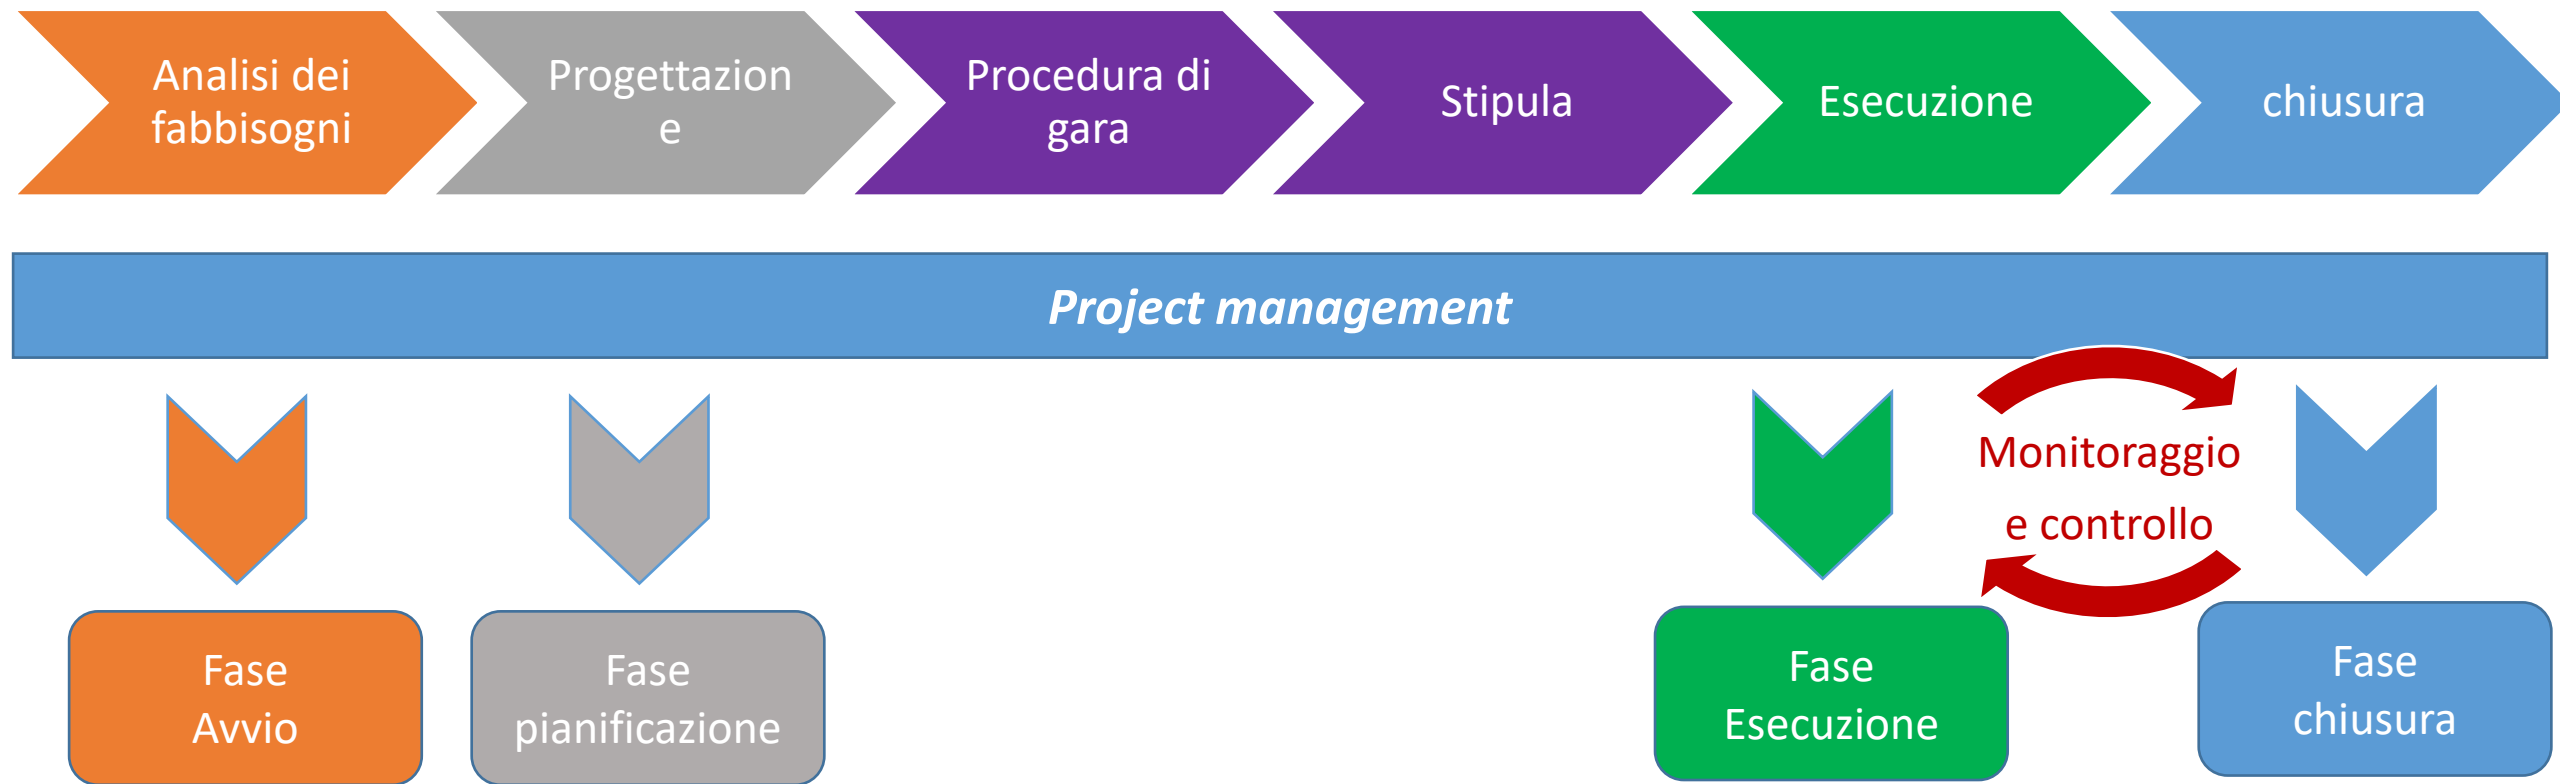 Analisi dei
fabbisogni
Progettazion
e
Procedura di
gara
Stipula
Esecuzione
chiusura
Project management
Monitoraggio
e controllo
Fase
Avvio
Fase
pianificazione
Fase
Esecuzione
Fase
chiusura